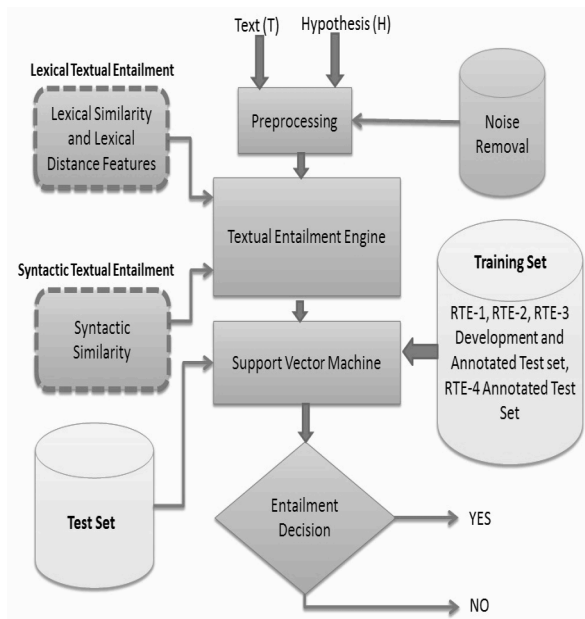 Text (T)
Hypothesis (H)
Lexical Textual Entailment
Lexical Similarity
and Lexical
Distance Features
Preprocessing
Noise
Removal
Textual Entailment Engine
Syntactic Textual Entailment
Syntactic
Similarity
Training Set
RTE-1, RTE-2, RTE-3
Development and
Annotated Test set,
RTE-4 Annotated Test
Set
Support Vector Machine
Test Set
Entailment
Decision
YES
NO